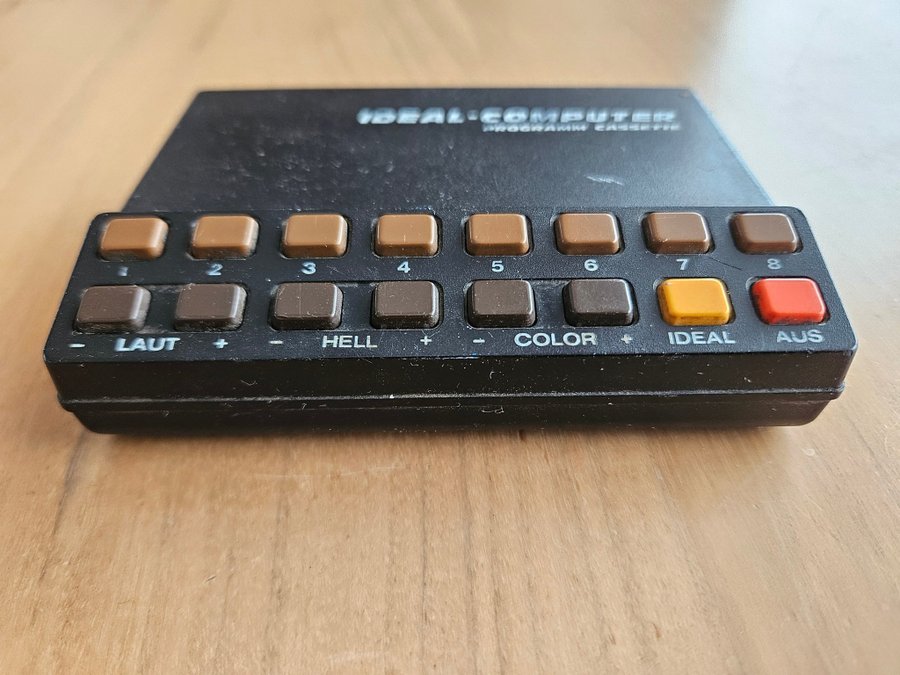 IDEAL-COMPUTER
PROGRAMM CASSETTE
1 2 3 4 5 6 7 8
- LAUT + - HELL + - COLOR + IDEAL AUS